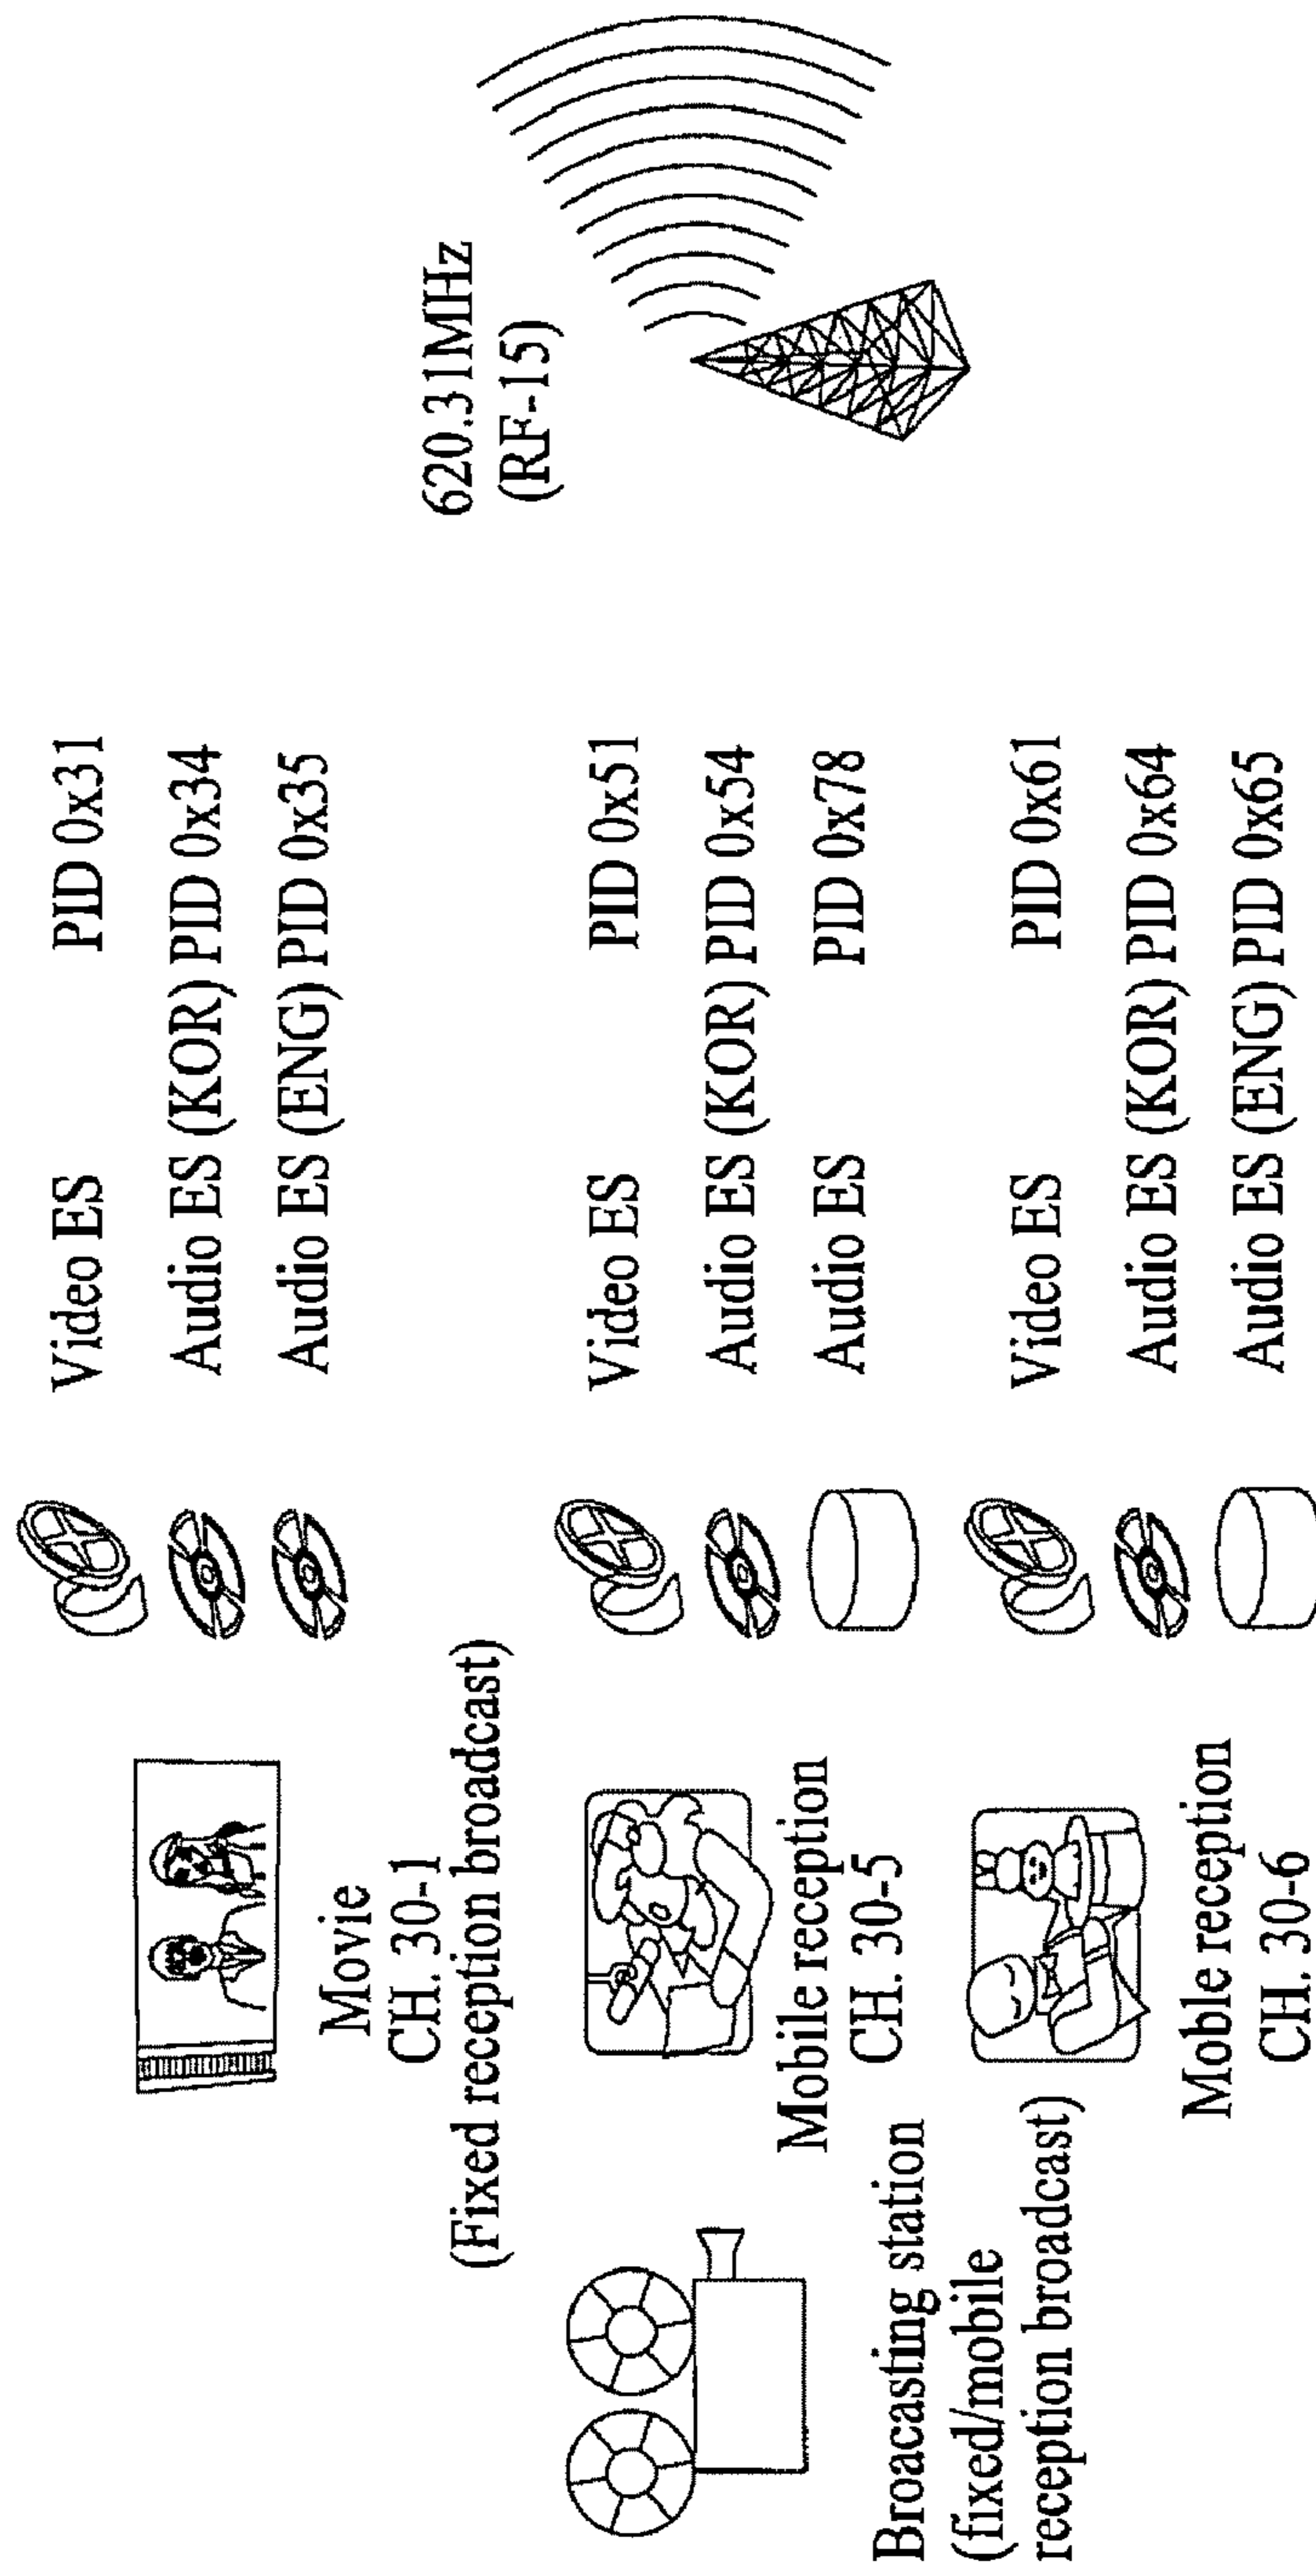 Brocasting station
(fixed/mobile
reception broadcast)
Movie
CH. 30-1
(Fixed reception broadcast)
Video ES PID 0x31
Audio ES (KOR) PID 0x34
Audio ES (ENG) PID 0x35
Mobile reception
CH. 30-5
Video ES PID 0x51
Audio ES (KOR) PID 0x54
Audio ES PID 0x78
Moble reception
CH. 30-6
Video ES PID 0x61
Audio ES (KOR) PID 0x64
Audio ES (ENG) PID 0x65
620.31MHz
(RF-15)